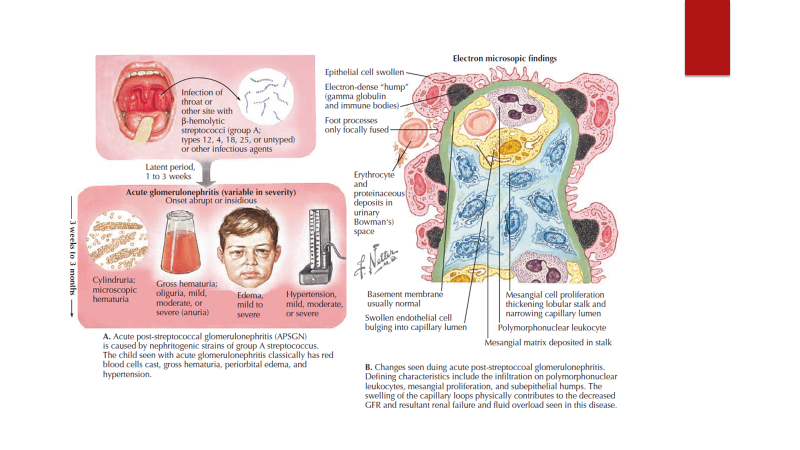 Infection of
throat or
other site with
β-hemolytic
streptococci (group A;
types 12, 4, 18, 25, or untyped)
or other infectious agents
Latent period,
1 to 3 weeks
Acute glomerulonephritis (variable in severity)
Onset abrupt or insidious
3 weeks to 3 months
Cylindruria;
microscopic
hematuria
Gross hematuria;
oliguria, mild,
moderate, or
severe (anuria)
Edema,
mild to
severe
Hypertension,
mild, moderate,
or severe
A. Acute post-streptococcal glomerulonephritis (APSGN)
is caused by nephritogenic strains of group A streptococcus.
The child seen with acute glomerulonephritis classically has red
blood cells cast, gross hematuria, periorbital edema, and
hypertension.
Electron microsopic findings
Epithelial cell swollen
Electron-dense “hump”
(gamma globulin
and immune bodies)
Foot processes
only focally fused
Erythrocyte
and
proteinaceous
deposits in
urinary
Bowman’s)
space
F. Netter
M.D.
Basement membrane
usually normal
Swollen endothelial cell
bulging into capillary lumen
Mesangial cell proliferation
thickening lobular stalk and
narrowing capillary lumen
Polymorphonuclear leukocyte
Mesangial matrix deposited in stalk
B. Changes seen duing acute post-streptoccoal glomerulonephritis.
Defining characteristics include the infiltration on polymorphonuclear
leukocytes, mesangial proliferation, and subepithelial humps. The
swelling of the capillary loops physically contributes to the decreased
GFR and resultant renal failure and fluid overload seen in this disease.